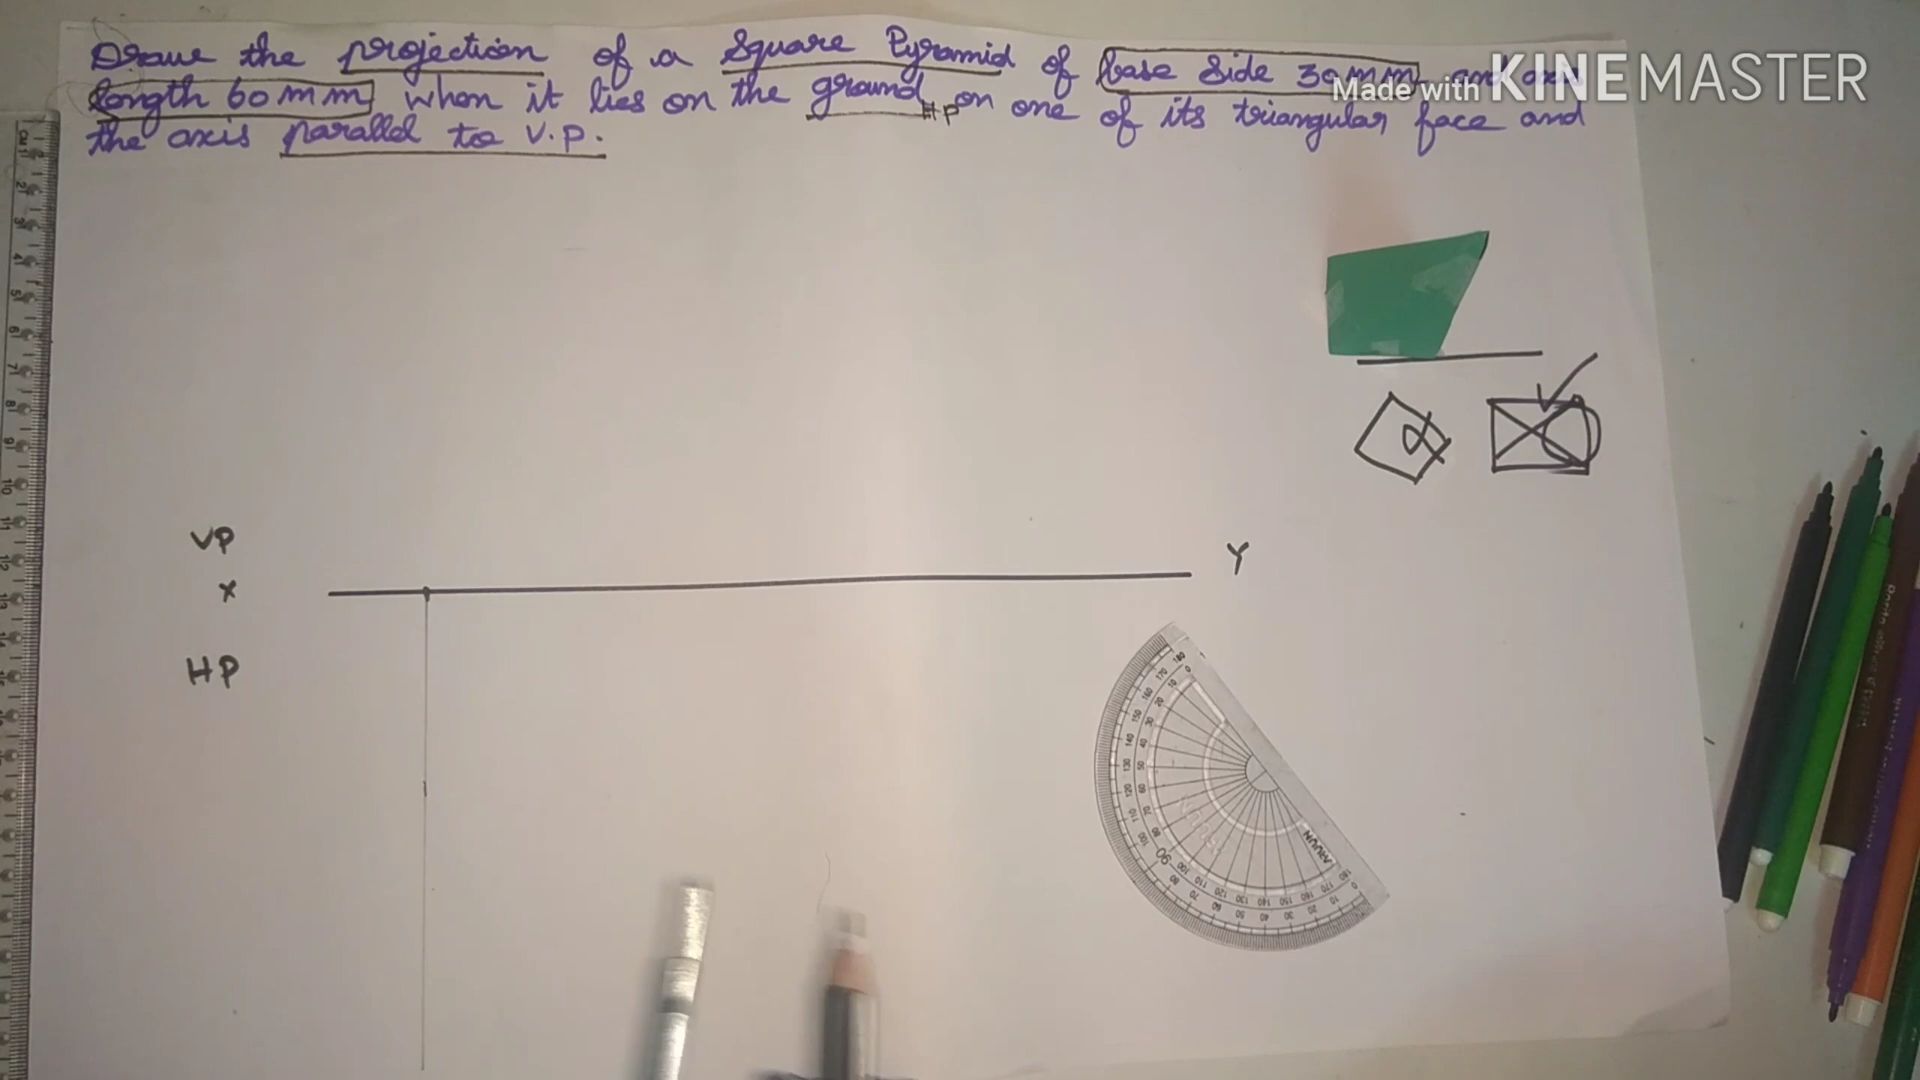 Draw the projection of a Square Pyramid of base Side 30mm and axis
length 60mm when it lies on the ground on one of its triangular face and
HP
the axis parallel to V.P.
Made with KINEMASTER
VP
X
Y
HP
ARJUN